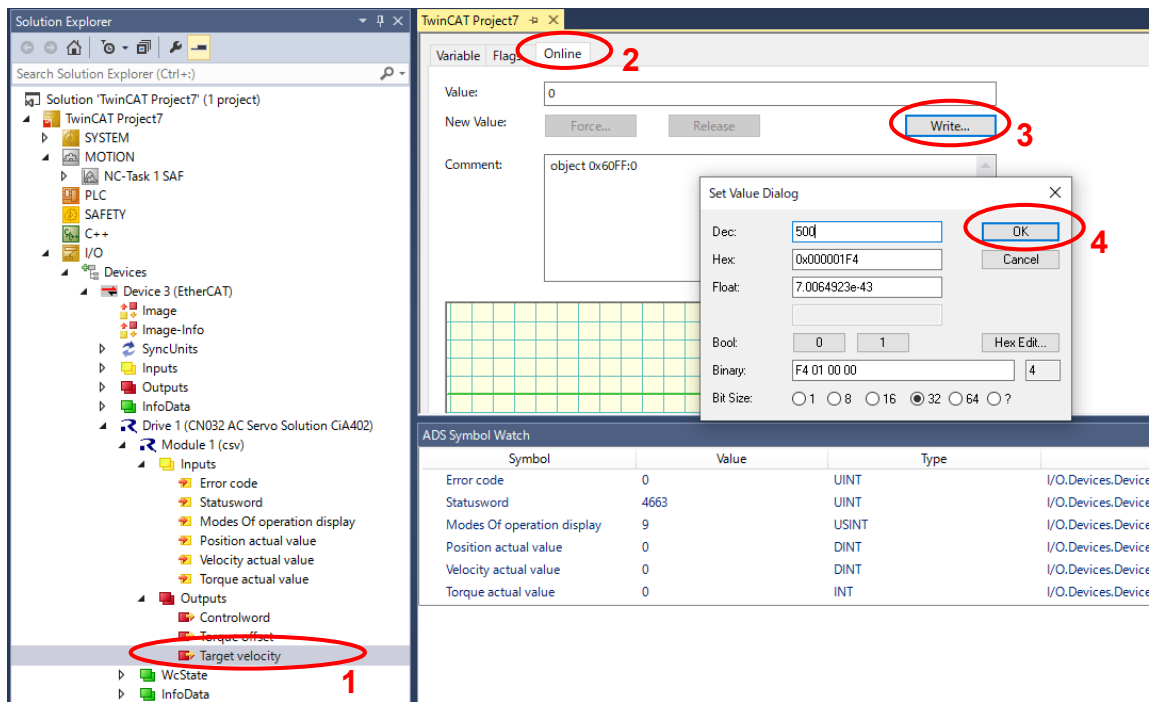 Solution Explorer
Search Solution Explorer (Ctrl+;)
Solution 'TwinCAT Project7' (1 project)
TwinCAT Project7
SYSTEM
MOTION
NC-Task 1 SAF
PLC
SAFETY
C++
I/O
Devices
Device 3 (EtherCAT)
Image
Image-Info
SyncUnits
Inputs
Outputs
InfoData
Drive 1 (CN032 AC Servo Solution CiA402)
Module 1 (csv)
Inputs
Error code
Statusword
Modes Of operation display
Position actual value
Velocity actual value
Torque actual value
Outputs
Controlword
Torque offset
Target velocity
1
WcState
InfoData
TwinCAT Project7
Variable Flags Online
2
Value: 0
New Value: Force... Release Write...
3
Comment: object 0x60FF:0
Set Value Dialog
Dec: 500 OK
4
Hex: 0x000001F4 Cancel
Float: 7.0064923e-43
Bool: 0 1 Hex Edit...
Binary: F4 01 00 00 4
Bit Size: 1 8 16 32 64 ?
ADS Symbol Watch
Symbol Value Type
Error code 0 UINT I/O.Devices.Device
Statusword 4663 UINT I/O.Devices.Device
Modes Of operation display 9 USINT I/O.Devices.Device
Position actual value 0 DINT I/O.Devices.Device
Velocity actual value 0 DINT I/O.Devices.Device
Torque actual value 0 INT I/O.Devices.Device